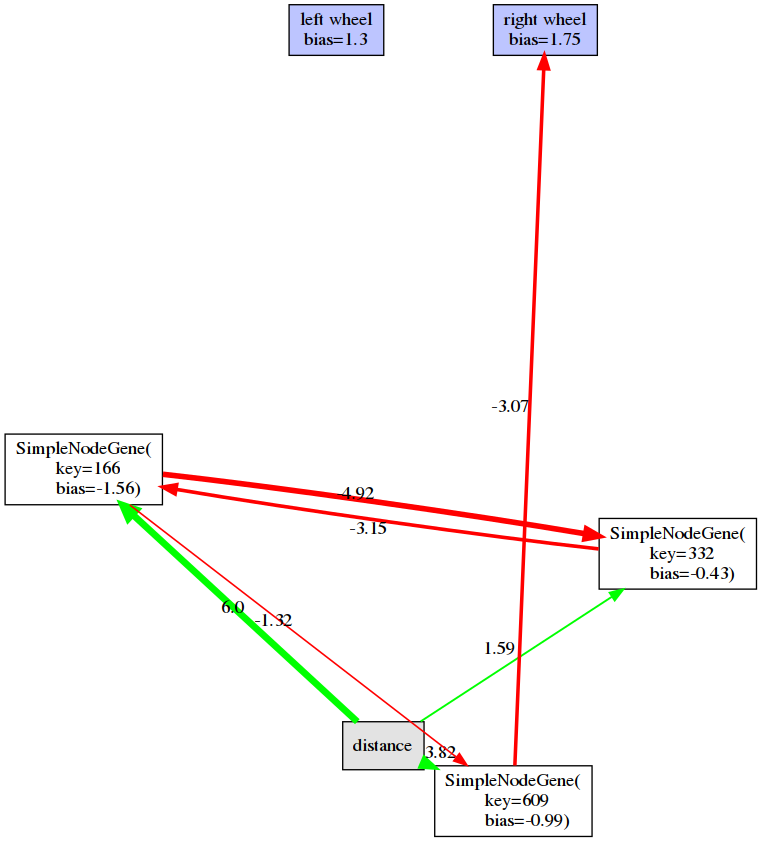 left wheel
bias=1.3
right wheel
bias=1.75
-3.07
SimpleNodeGene(
key=166
bias=-1.56)
-4.92
-3.15
SimpleNodeGene(
key=332
bias=-0.43)
6.0
-1.32
1.59
distance
3.82
SimpleNodeGene(
key=609
bias=-0.99)